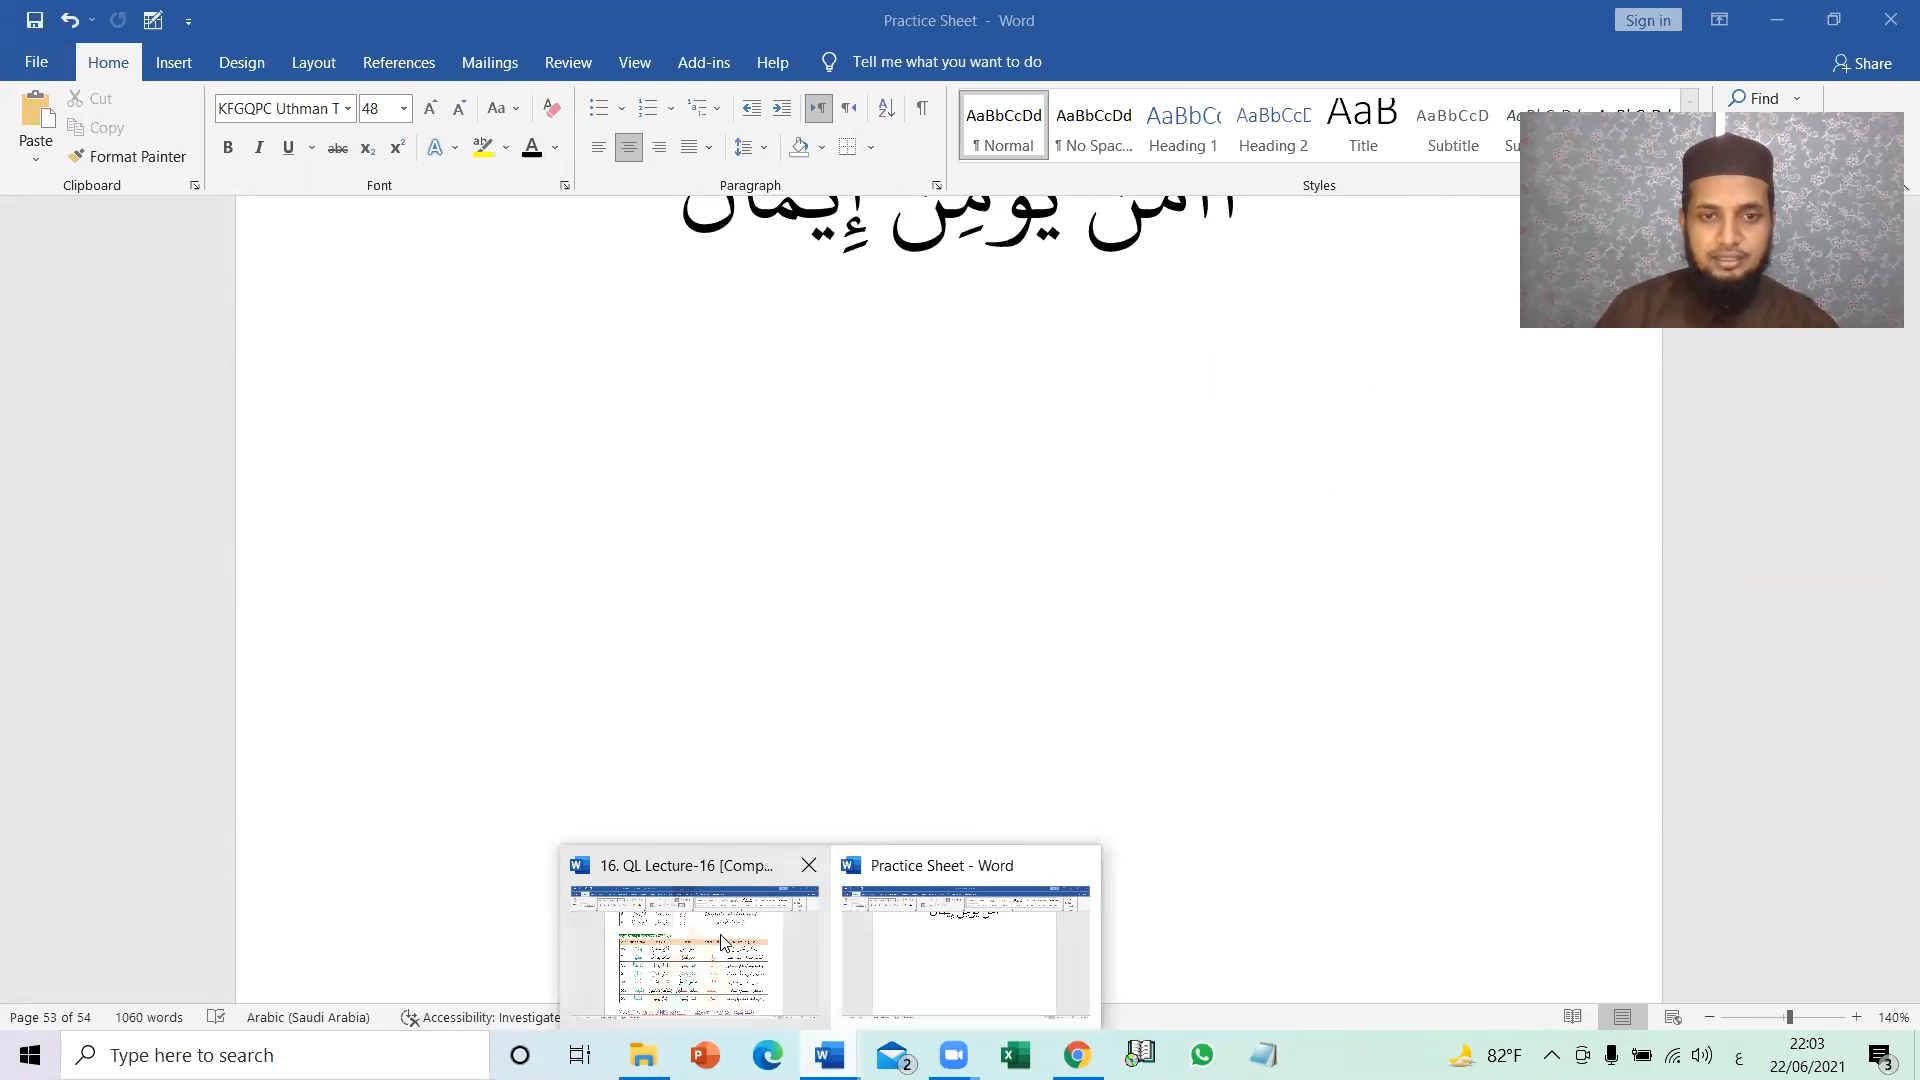 Practice Sheet - Word
Sign in
File Home Insert Design Layout References Mailings Review View Add-ins Help Tell me what you want to do Share
Paste
Cut
Copy
Format Painter
Clipboard
KFGQPC Uthman T 48
Font
Paragraph
AaBbCcDd AaBbCcDd AaBbCc AaBbCcD AaB AaBbCcD
¶ Normal ¶ No Spac... Heading 1 Heading 2 Title Subtitle
Styles
Find
16. QL Lecture-16 [Comp...
Practice Sheet - Word
Page 53 of 54 1060 words Arabic (Saudi Arabia) Accessibility: Investigate
140%
Type here to search
2
82°F
ع
22:03
22/06/2021
3